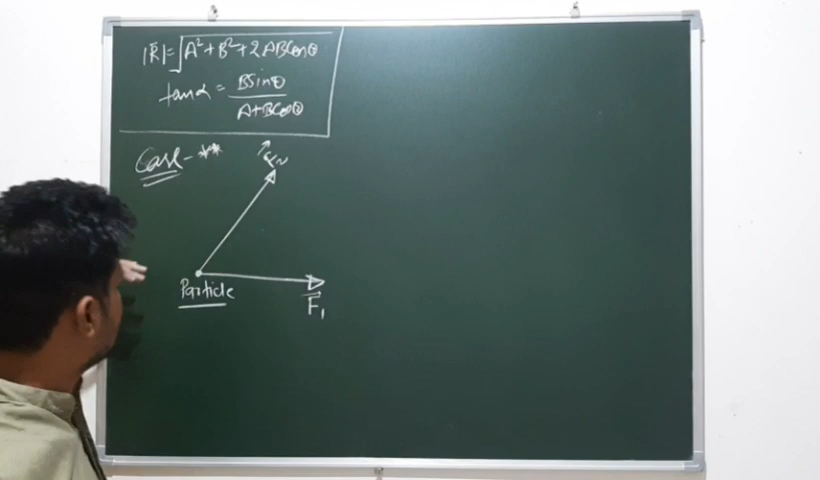 |R̄|=√A²+B²+2ABCosθ
tanα = BSinθ / A+BCosθ
Case-**
F₂
Particle
F₁